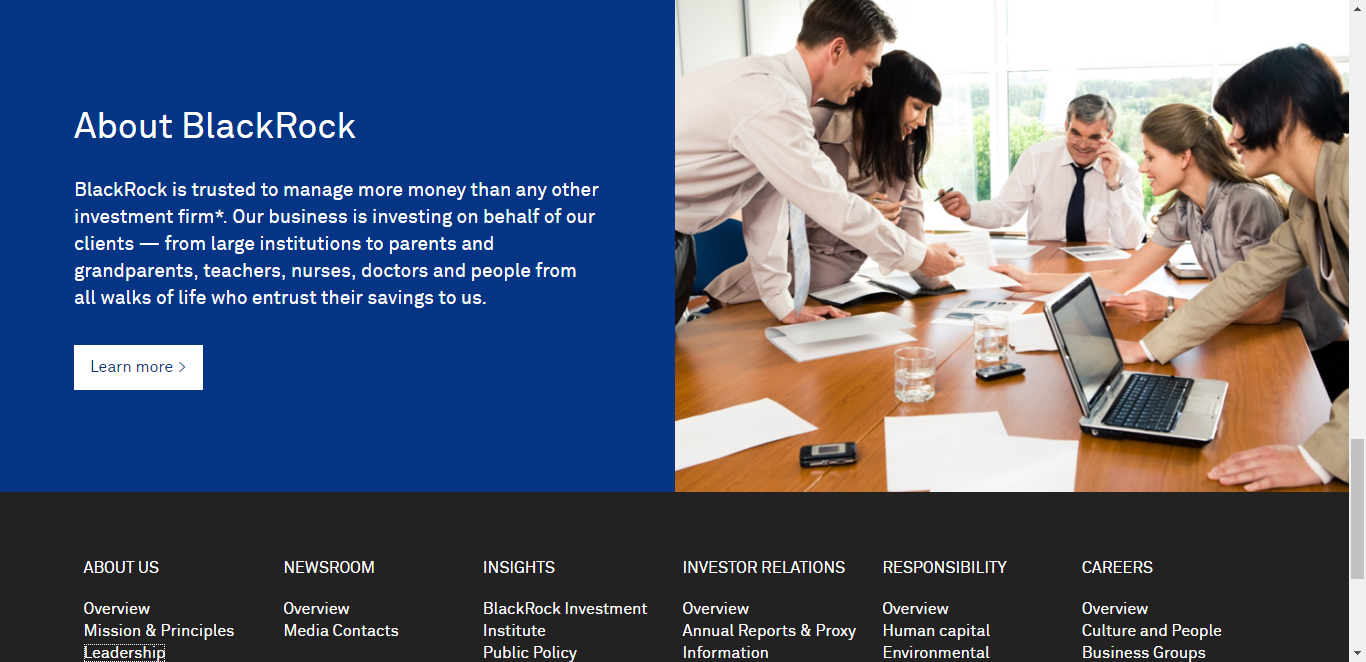 About BlackRock
BlackRock is trusted to manage more money than any other
investment firm*. Our business is investing on behalf of our
clients — from large institutions to parents and
grandparents, teachers, nurses, doctors and people from
all walks of life who entrust their savings to us.
Learn more >
ABOUT US
Overview
Mission & Principles
Leadership
NEWSROOM
Overview
Media Contacts
INSIGHTS
BlackRock Investment
Institute
Public Policy
INVESTOR RELATIONS
Overview
Annual Reports & Proxy
Information
RESPONSIBILITY
Overview
Human capital
Environmental
CAREERS
Overview
Culture and People
Business Groups